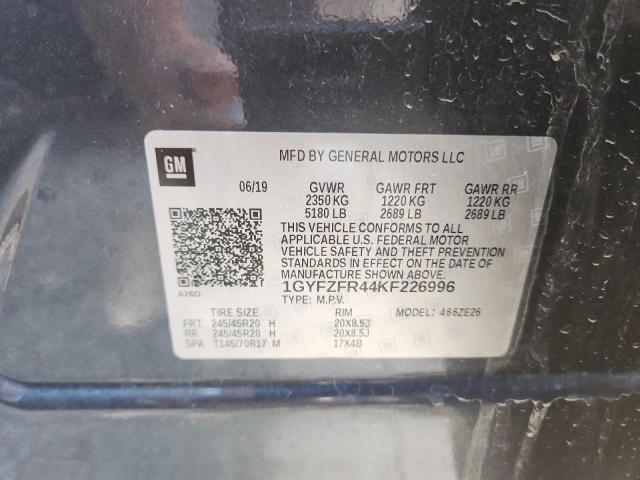 GM
MFD BY GENERAL MOTORS LLC
06/19 GVWR GAWR FRT GAWR RR
2350 KG 1220 KG 1220 KG
5180 LB 2689 LB 2689 LB
THIS VEHICLE CONFORMS TO ALL
APPLICABLE U.S. FEDERAL MOTOR
VEHICLE SAFETY AND THEFT PREVENTION
STANDARDS IN EFFECT ON THE DATE OF
MANUFACTURE SHOWN ABOVE.
626D
1GYFZFR44KF226996
TYPE: M.P.V. MODEL: 466ZE26
TIRE SIZE RIM
FRT 245/45R20 H 20X8.5J
RR 245/45R20 H 20X8.5J
SPA T145/70R17 M 17X4B